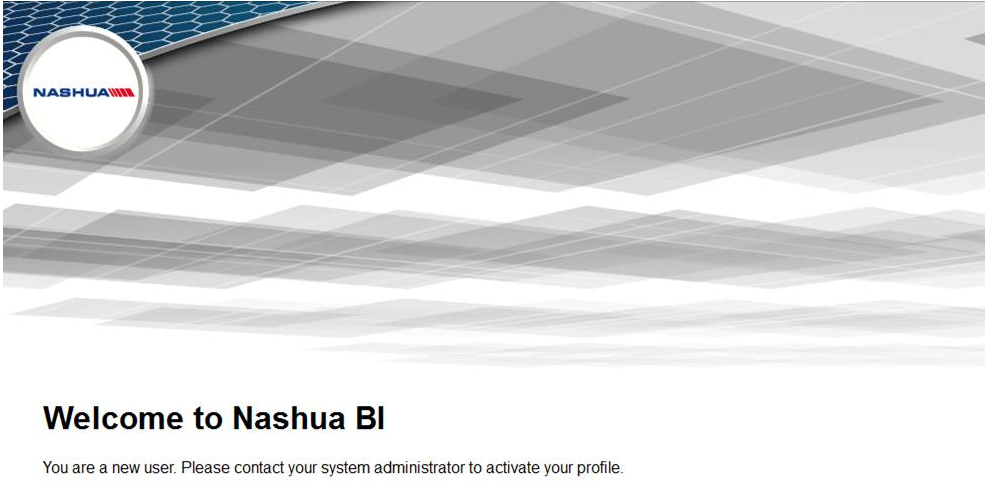 NASHUA
Welcome to Nashua BI
You are a new user. Please contact your system administrator to activate your profile.